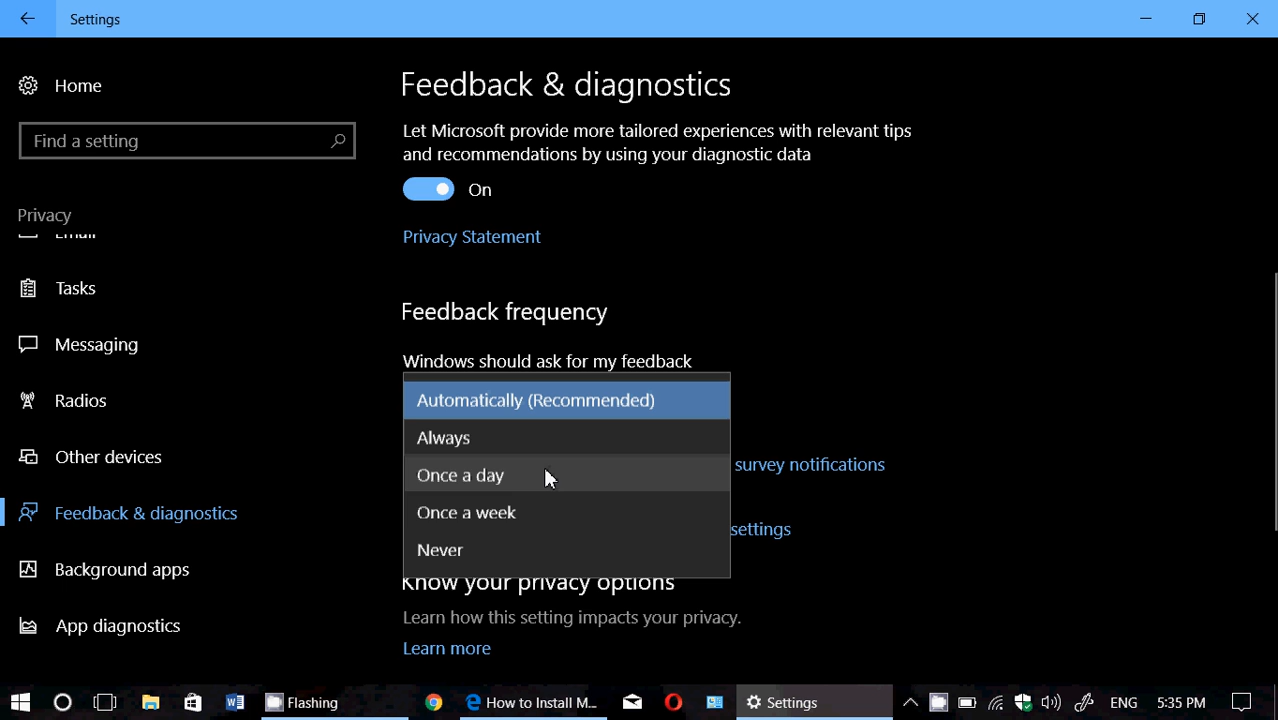 Settings
Home
Find a setting
Privacy
Email
Tasks
Messaging
Radios
Other devices
Feedback & diagnostics
Background apps
App diagnostics
Feedback & diagnostics
Let Microsoft provide more tailored experiences with relevant tips
and recommendations by using your diagnostic data
On
Privacy Statement
Feedback frequency
Windows should ask for my feedback
Automatically (Recommended)
Always
Once a day
Once a week
Never
survey notifications
settings
Know your privacy options
Learn how this setting impacts your privacy.
Learn more
Flashing
How to Install M...
Settings
ENG
5:35 PM